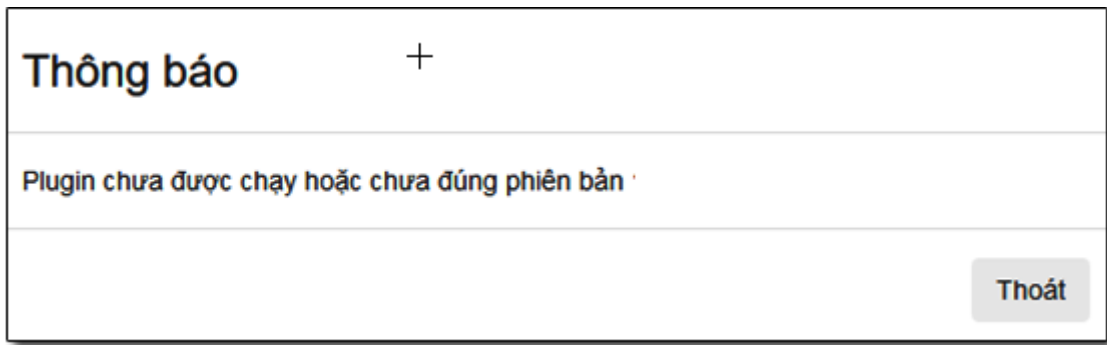 Thông báo
Plugin chưa được chạy hoặc chưa đúng phiên bản
Thoát